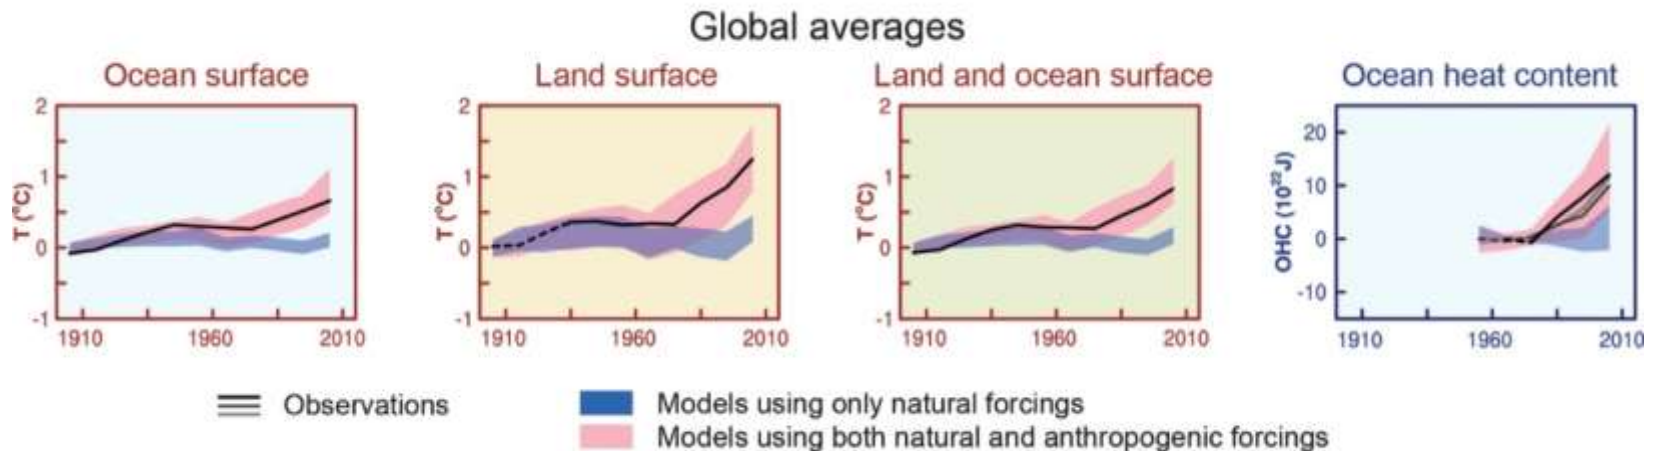 Global averages
Ocean surface
Land surface
Land and ocean surface
Ocean heat content
2
1
0
-1
T (°C)
1910 1960 2010
2
1
0
-1
T (°C)
1910 1960 2010
2
1
0
-1
T (°C)
1910 1960 2010
20
10
0
-10
OHC (10²²J)
1910 1960 2010
Observations
Models using only natural forcings
Models using both natural and anthropogenic forcings